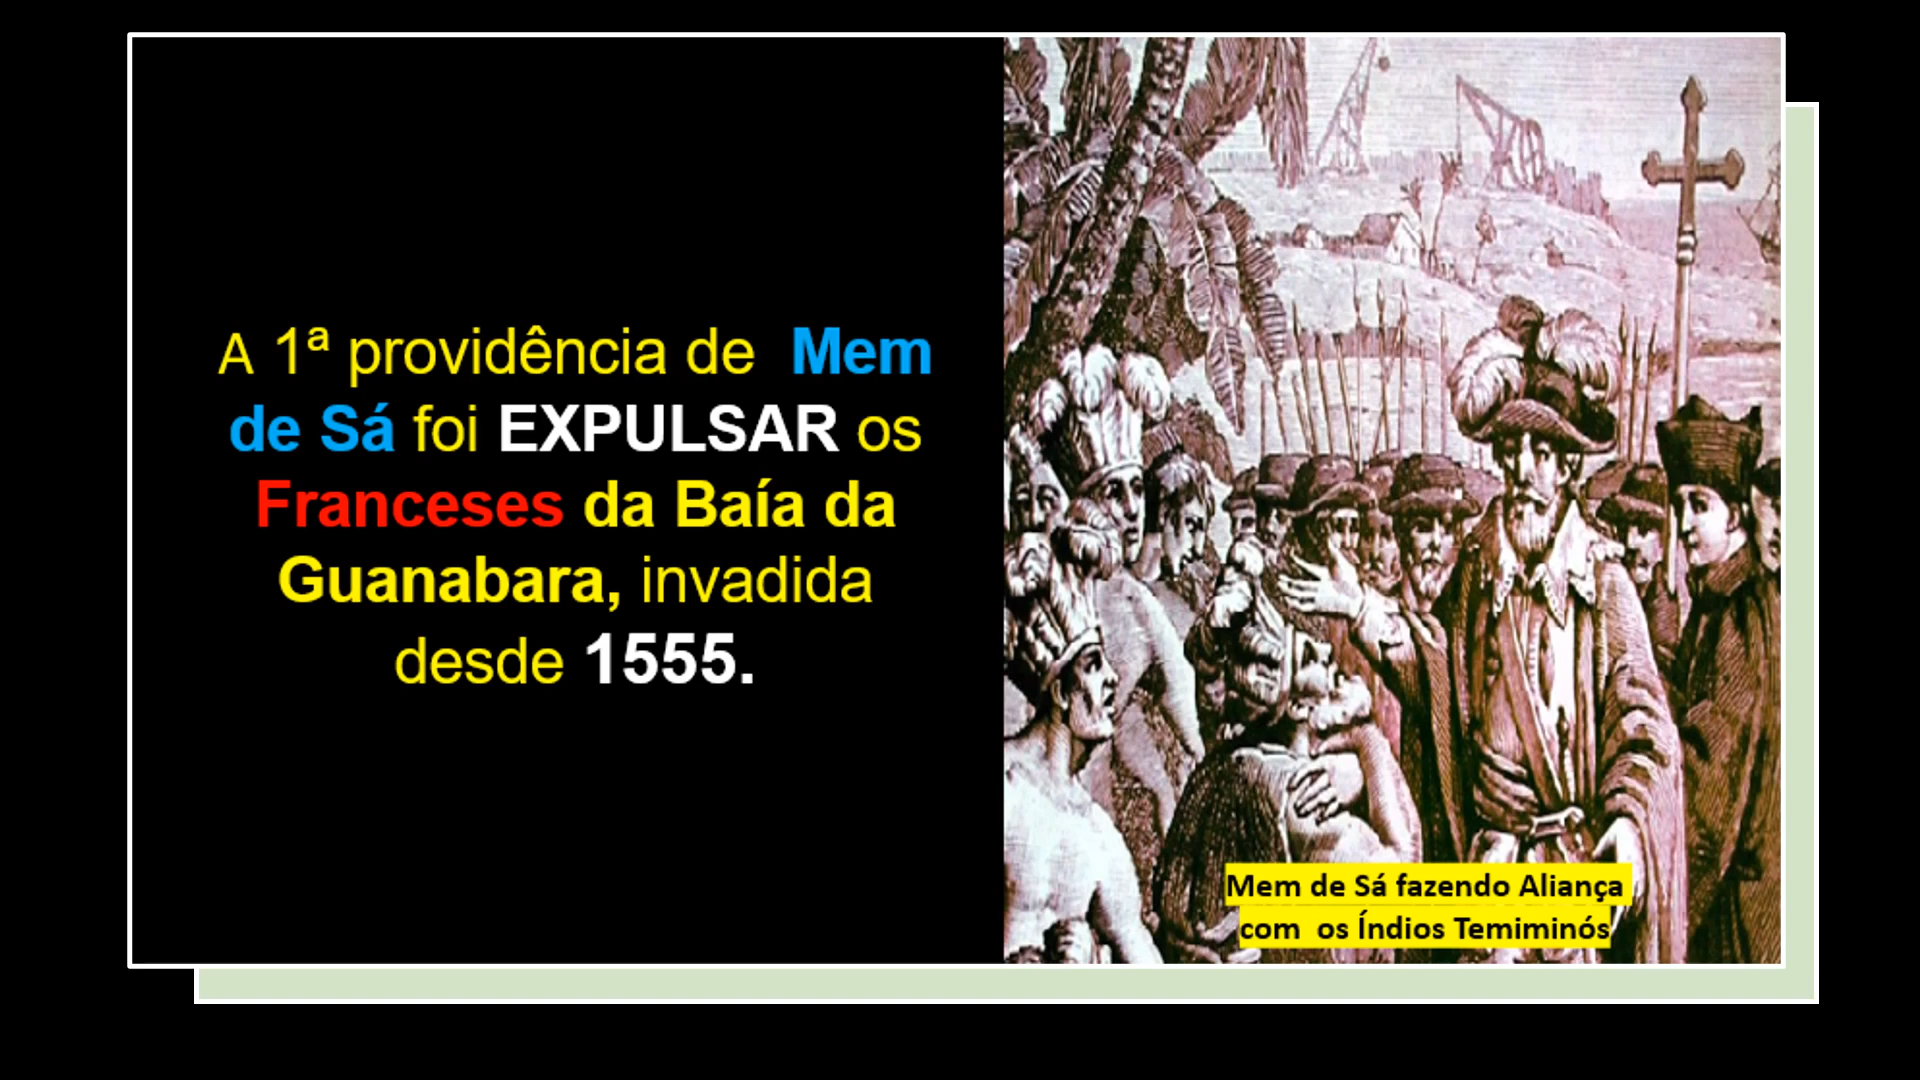 A 1ª providência de  Mem
de Sá foi EXPULSAR os
Franceses da Baía da
Guanabara, invadida
desde 1555.
Mem de Sá fazendo Aliança
com  os Índios Temiminós